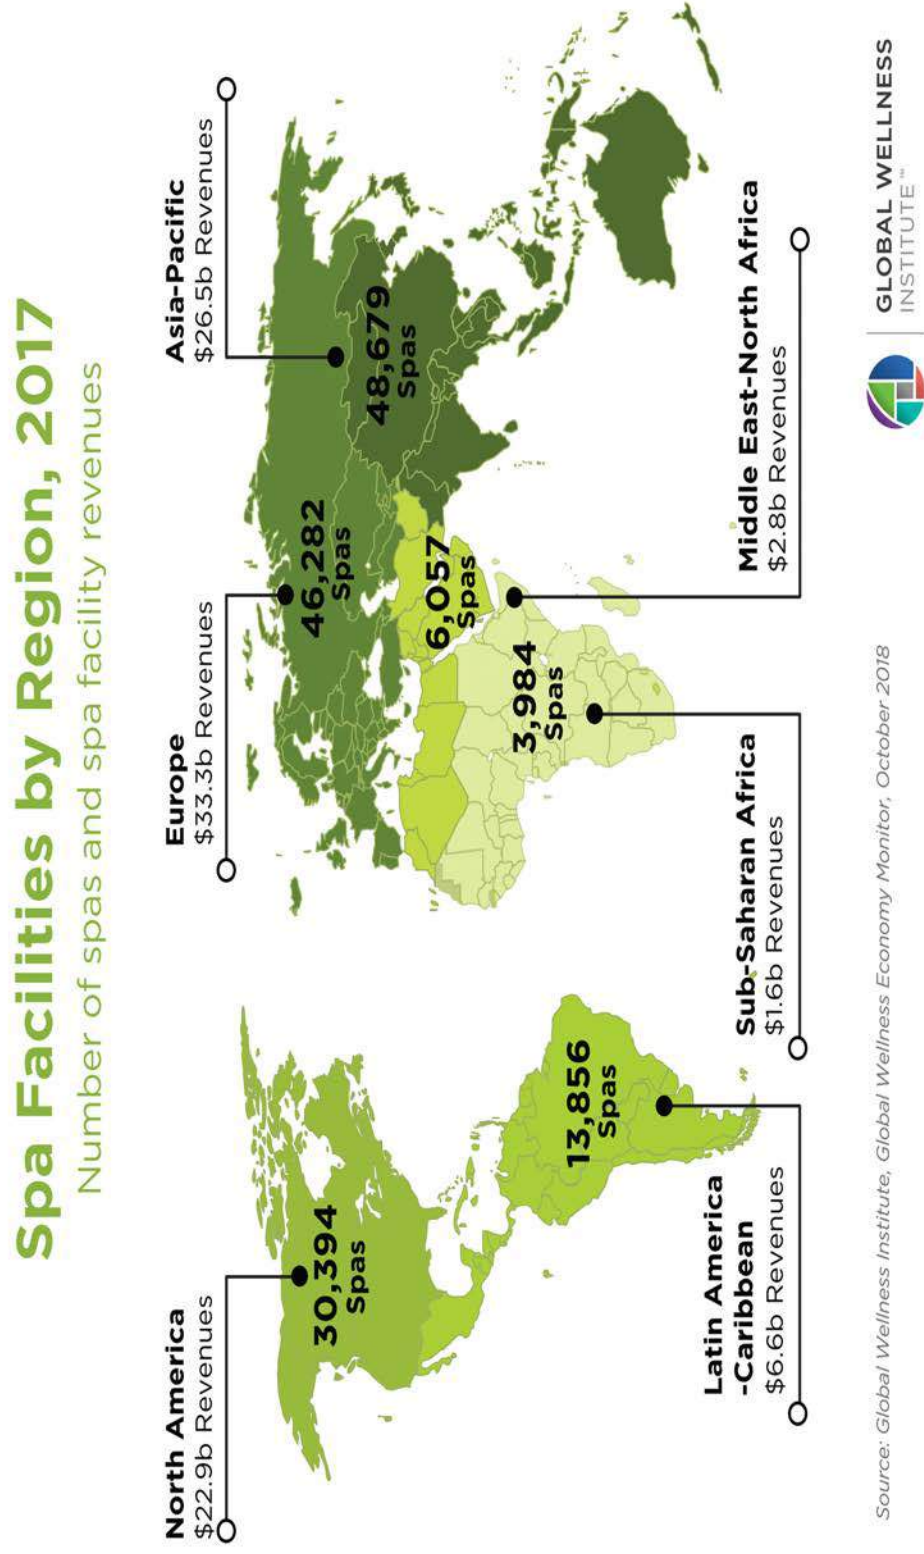 Spa Facilities by Region, 2017
Number of spas and spa facility revenues
North America
$22.9b Revenues
Europe
$33.3b Revenues
Asia-Pacific
$26.5b Revenues
30,394
Spas
46,282
Spas
48,679
Spas
6,057
Spas
3,984
Spas
13,856
Spas
Latin America
-Caribbean
$6.6b Revenues
Sub-Saharan Africa
$1.6b Revenues
Middle East-North Africa
$2.8b Revenues
Source: Global Wellness Institute, Global Wellness Economy Monitor, October 2018
GLOBAL WELLNESS
INSTITUTE™